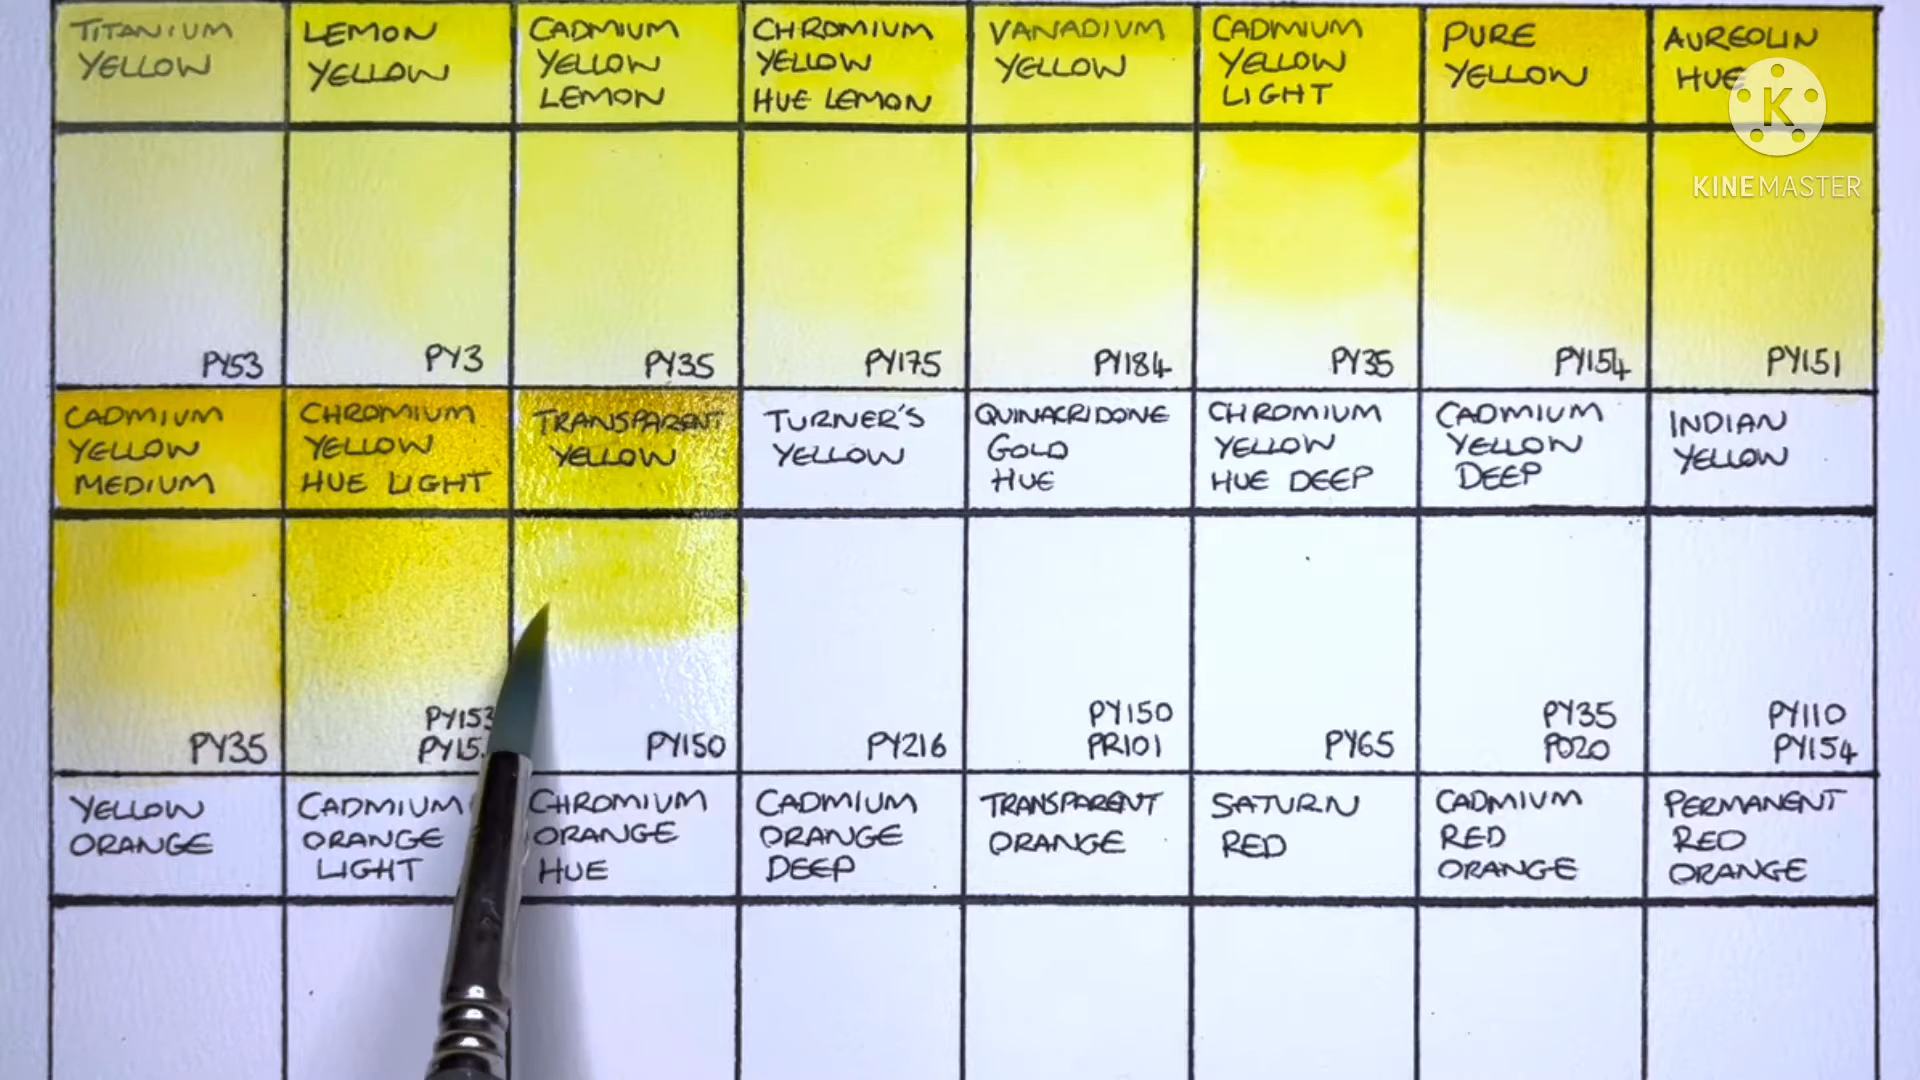 TITANIUM
YELLOW
LEMON
YELLOW
CADMIUM
YELLOW
LEMON
CHROMIUM
YELLOW
HUE LEMON
VANADIUM
YELLOW
CADMIUM
YELLOW
LIGHT
PURE
YELLOW
AUREOLIN
HUE
K
KINEMASTER
PY53
PY3
PY35
PY175
PY184
PY35
PY154
PY151
CADMIUM
YELLOW
MEDIUM
CHROMIUM
YELLOW
HUE LIGHT
TRANSPARENT
YELLOW
TURNER'S
YELLOW
QUINACRIDONE
GOLD
HUE
CHROMIUM
YELLOW
HUE DEEP
CADMIUM
YELLOW
DEEP
INDIAN
YELLOW
PY35
PY153
PY150
PY216
PY150
PR101
PY65
PY35
PO20
PY110
PY154
YELLOW
ORANGE
CADMIUM
ORANGE
LIGHT
CHROMIUM
ORANGE
HUE
CADMIUM
ORANGE
DEEP
TRANSPARENT
ORANGE
SATURN
RED
CADMIUM
RED
ORANGE
PERMANENT
RED
ORANGE